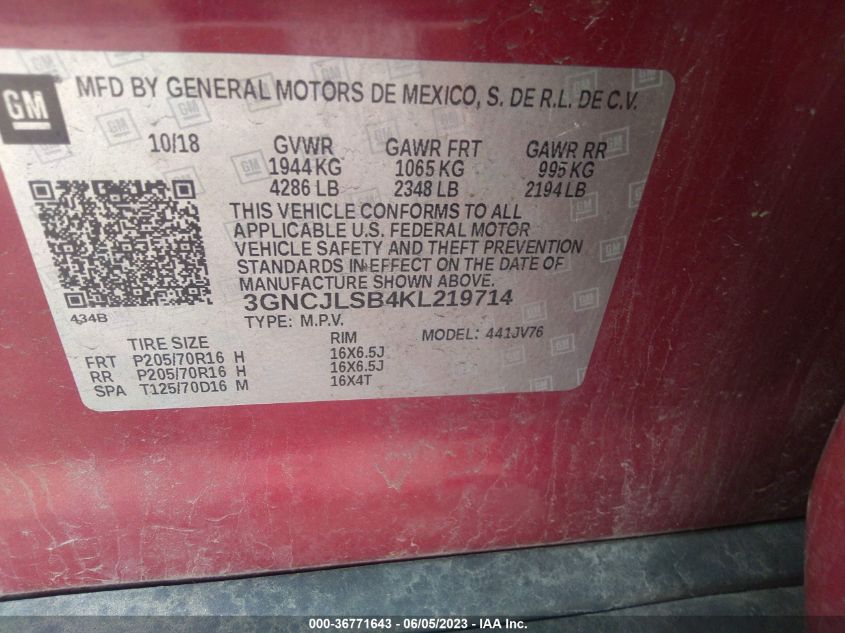 GM MFD BY GENERAL MOTORS DE MEXICO, S. DE R.L. DE C.V.
10/18 GVWR GAWR FRT GAWR RR
1944 KG 1065 KG 995 KG
4286 LB 2348 LB 2194 LB
THIS VEHICLE CONFORMS TO ALL
APPLICABLE U.S. FEDERAL MOTOR
VEHICLE SAFETY AND THEFT PREVENTION
STANDARDS IN EFFECT ON THE DATE OF
MANUFACTURE SHOWN ABOVE.
434B 3GNCJLSB4KL219714
TYPE: M.P.V. MODEL: 441JV76
TIRE SIZE RIM
FRT P205/70R16 H 16X6.5J
RR P205/70R16 H 16X6.5J
SPA T125/70D16 M 16X4T
000-36771643 - 06/05/2023 - IAAI.com.